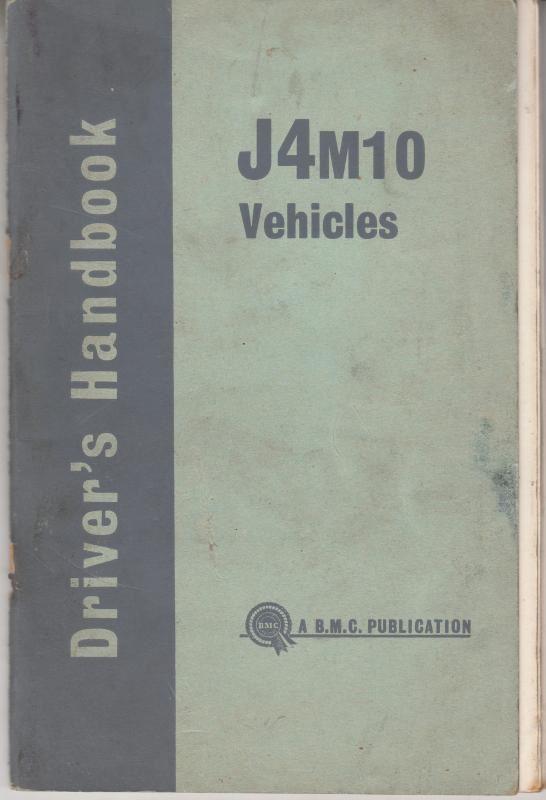 Driver's Handbook
J4M10
Vehicles
BMC
A B.M.C. PUBLICATION